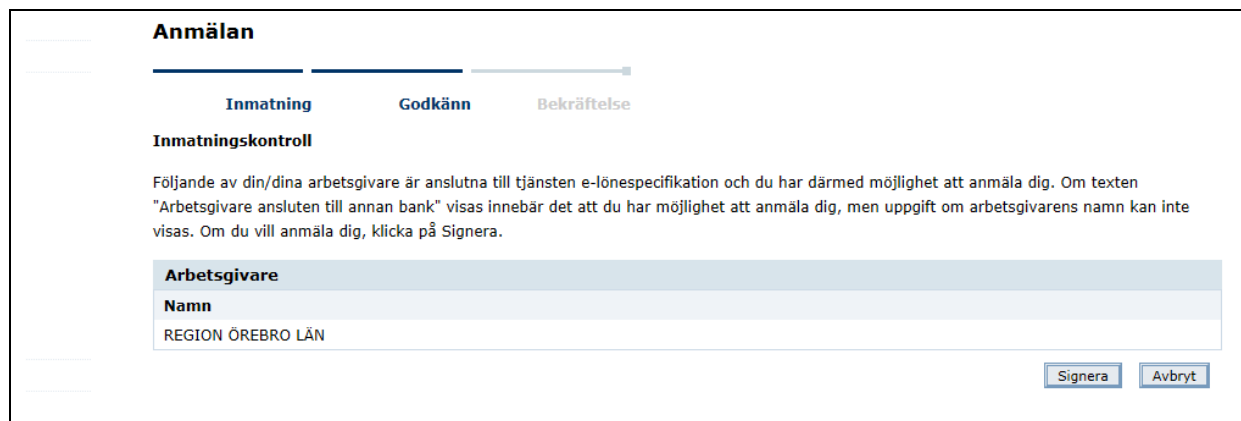 Anmälan
Inmatning Godkänn Bekräftelse
Inmatningskontroll
Följande av din/dina arbetsgivare är anslutna till tjänsten e-lönespecifikation och du har därmed möjlighet att anmäla dig. Om texten
"Arbetsgivare ansluten till annan bank" visas innebär det att du har möjlighet att anmäla dig, men uppgift om arbetsgivarens namn kan inte
visas. Om du vill anmäla dig, klicka på Signera.
Arbetsgivare
Namn
REGION ÖREBRO LÄN
Signera Avbryt